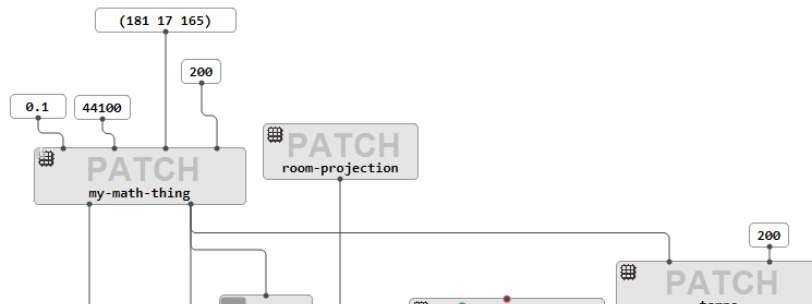 (181 17 165)
200
0.1
44100
PATCH
my-math-thing
PATCH
room-projection
200
PATCH